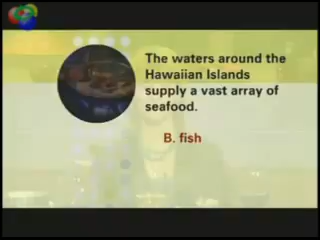 The waters around the
Hawaiian Islands
supply a vast array of
seafood.
B. fish